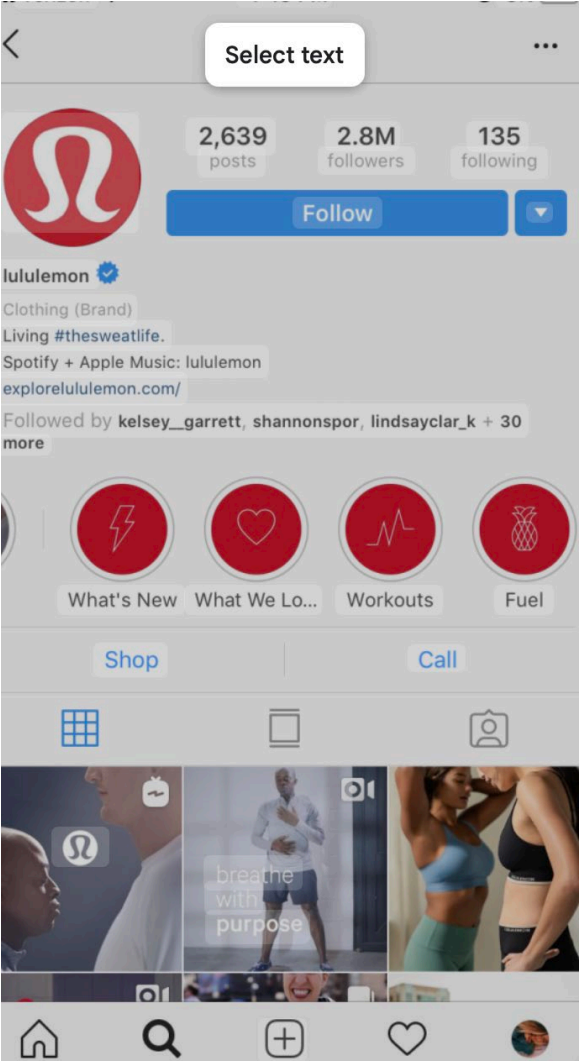 Select text
2,639 2.8M 135
posts followers following
Follow
lululemon
Clothing (Brand)
Living #thesweatlife.
Spotify + Apple Music: lululemon
explorelululemon.com/
Followed by kelsey__garrett, shannonspor, lindsayclar_k + 30
more
What's New What We Lo... Workouts Fuel
Shop Call
breathe
with
purpose